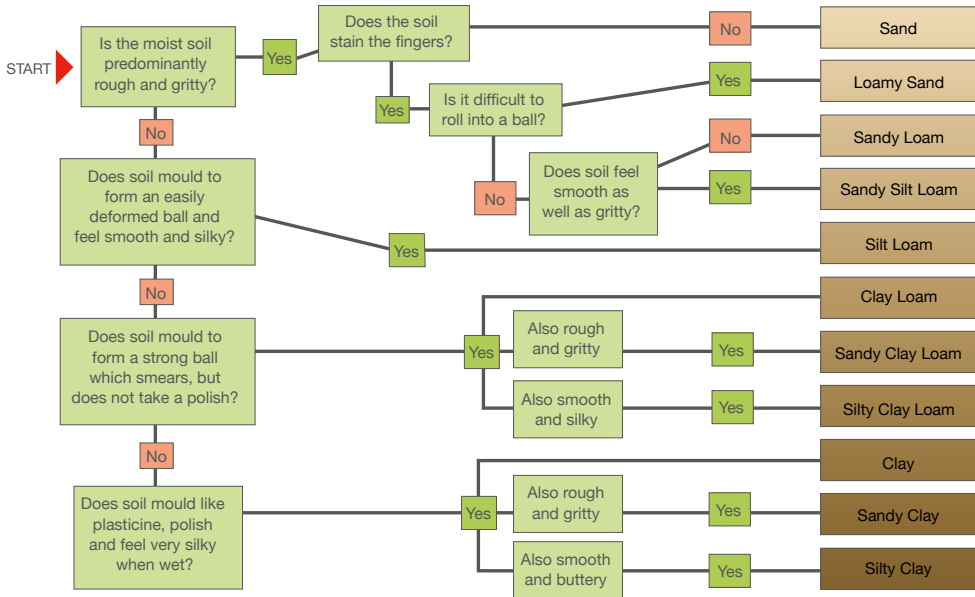 START
Is the moist soil
predominantly
rough and gritty?
Yes
Does the soil
stain the fingers?
No
Sand
Yes
Is it difficult to
roll into a ball?
Yes
Loamy Sand
No
Does soil feel
smooth as
well as gritty?
No
Sandy Loam
Yes
Sandy Silt Loam
No
Does soil mould to
form an easily
deformed ball and
feel smooth and silky?
Yes
Silt Loam
No
Does soil mould to
form a strong ball
which smears, but
does not take a polish?
Yes
Clay Loam
Also rough
and gritty
Yes
Sandy Clay Loam
Also smooth
and silky
Yes
Silty Clay Loam
No
Does soil mould like
plasticine, polish
and feel very silky
when wet?
Yes
Clay
Also rough
and gritty
Yes
Sandy Clay
Also smooth
and buttery
Yes
Silty Clay